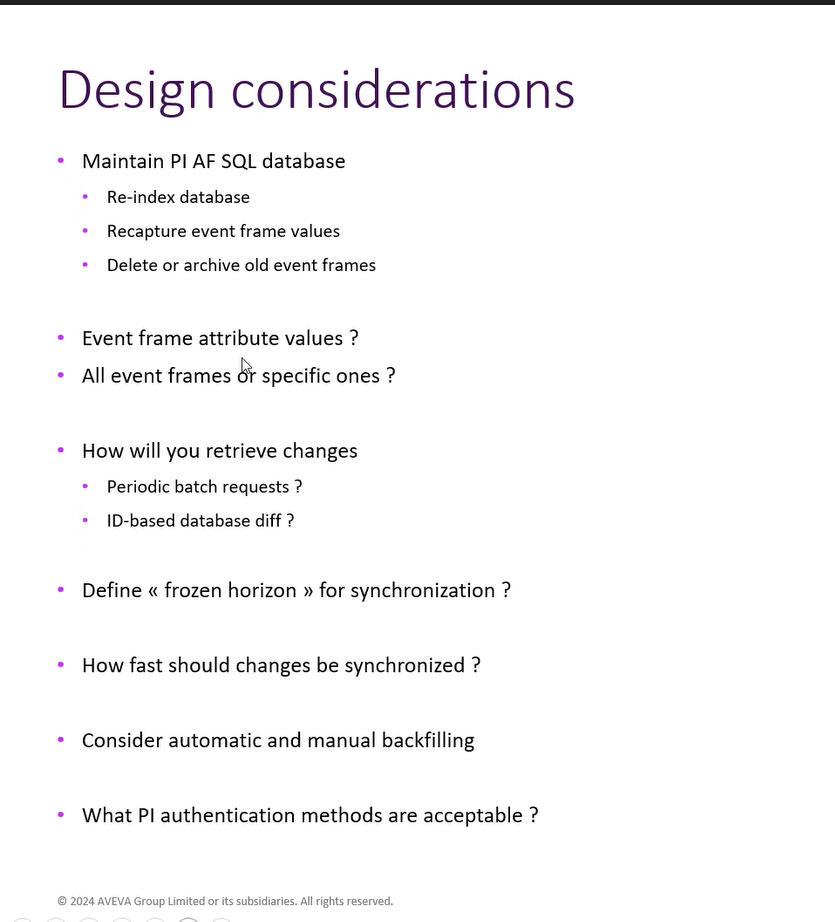 Design considerations
Maintain PI AF SQL database
Re-index database
Recapture event frame values
Delete or archive old event frames
Event frame attribute values ?
All event frames or specific ones ?
How will you retrieve changes
Periodic batch requests ?
ID-based database diff ?
Define « frozen horizon » for synchronization ?
How fast should changes be synchronized ?
Consider automatic and manual backfilling
What PI authentication methods are acceptable ?
© 2024 AVEVA Group Limited or its subsidiaries. All rights reserved.